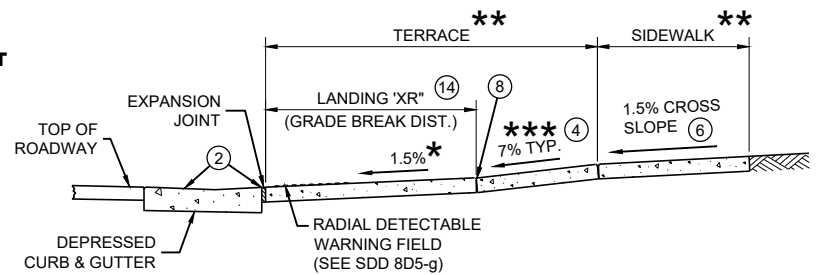 **
**
TERRACE
SIDEWALK
T
LANDING 'XR"
14
8
EXPANSION
JOINT
(GRADE BREAK DIST.)
1.5% CROSS
SLOPE
6
***
4
7% TYP.
TOP OF
ROADWAY
2
1.5%*
RADIAL DETECTABLE
WARNING FIELD
(SEE SDD 8D5-g)
DEPRESSED
CURB & GUTTER